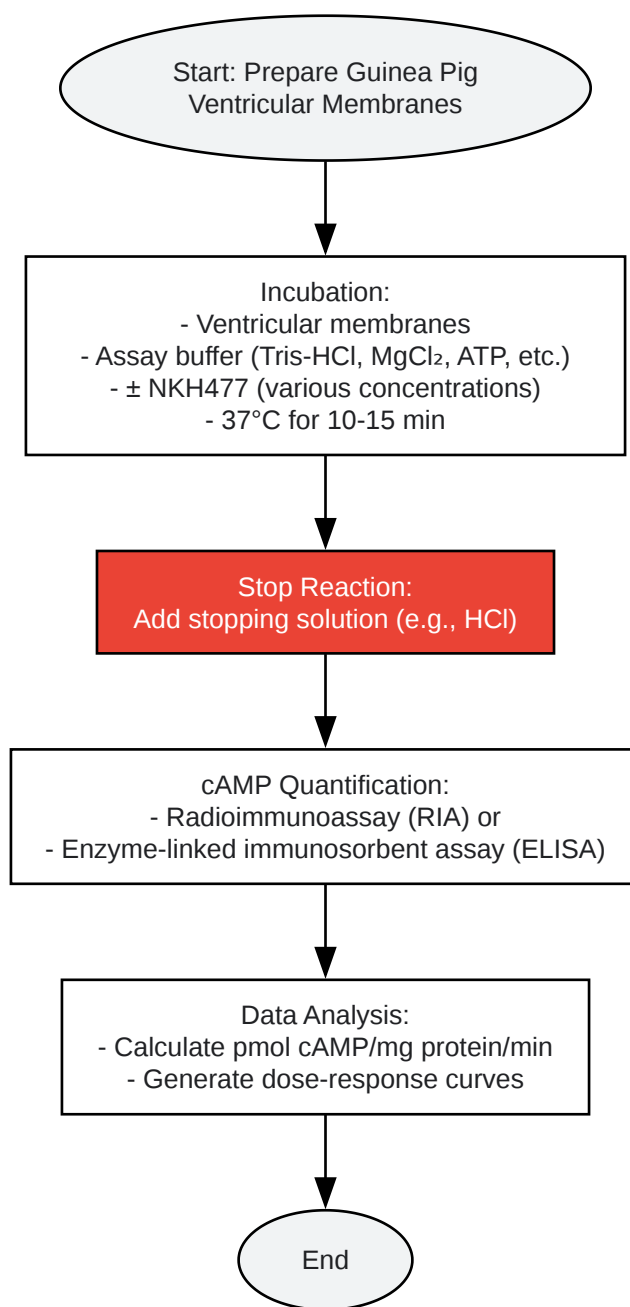 Start: Prepare Guinea Pig
Ventricular Membranes
Incubation:
- Ventricular membranes
- Assay buffer (Tris-HCl, MgCl₂, ATP, etc.)
- ± NKH477 (various concentrations)
- 37°C for 10-15 min
Stop Reaction:
Add stopping solution (e.g., HCl)
cAMP Quantification:
- Radioimmunoassay (RIA) or
- Enzyme-linked immunosorbent assay (ELISA)
Data Analysis:
- Calculate pmol cAMP/mg protein/min
- Generate dose-response curves
End